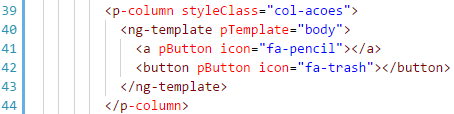 39 <p-column styleClass="col-acoes">
40 <ng-template pTemplate="body">
41 <a pButton icon="fa-pencil"></a>
42 <button pButton icon="fa-trash"></button>
43 </ng-template>
44 </p-column>